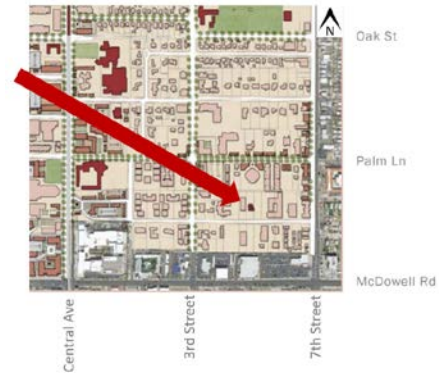 N
Oak St
Palm Ln
McDowell Rd
Central Ave
3rd Street
7th Street